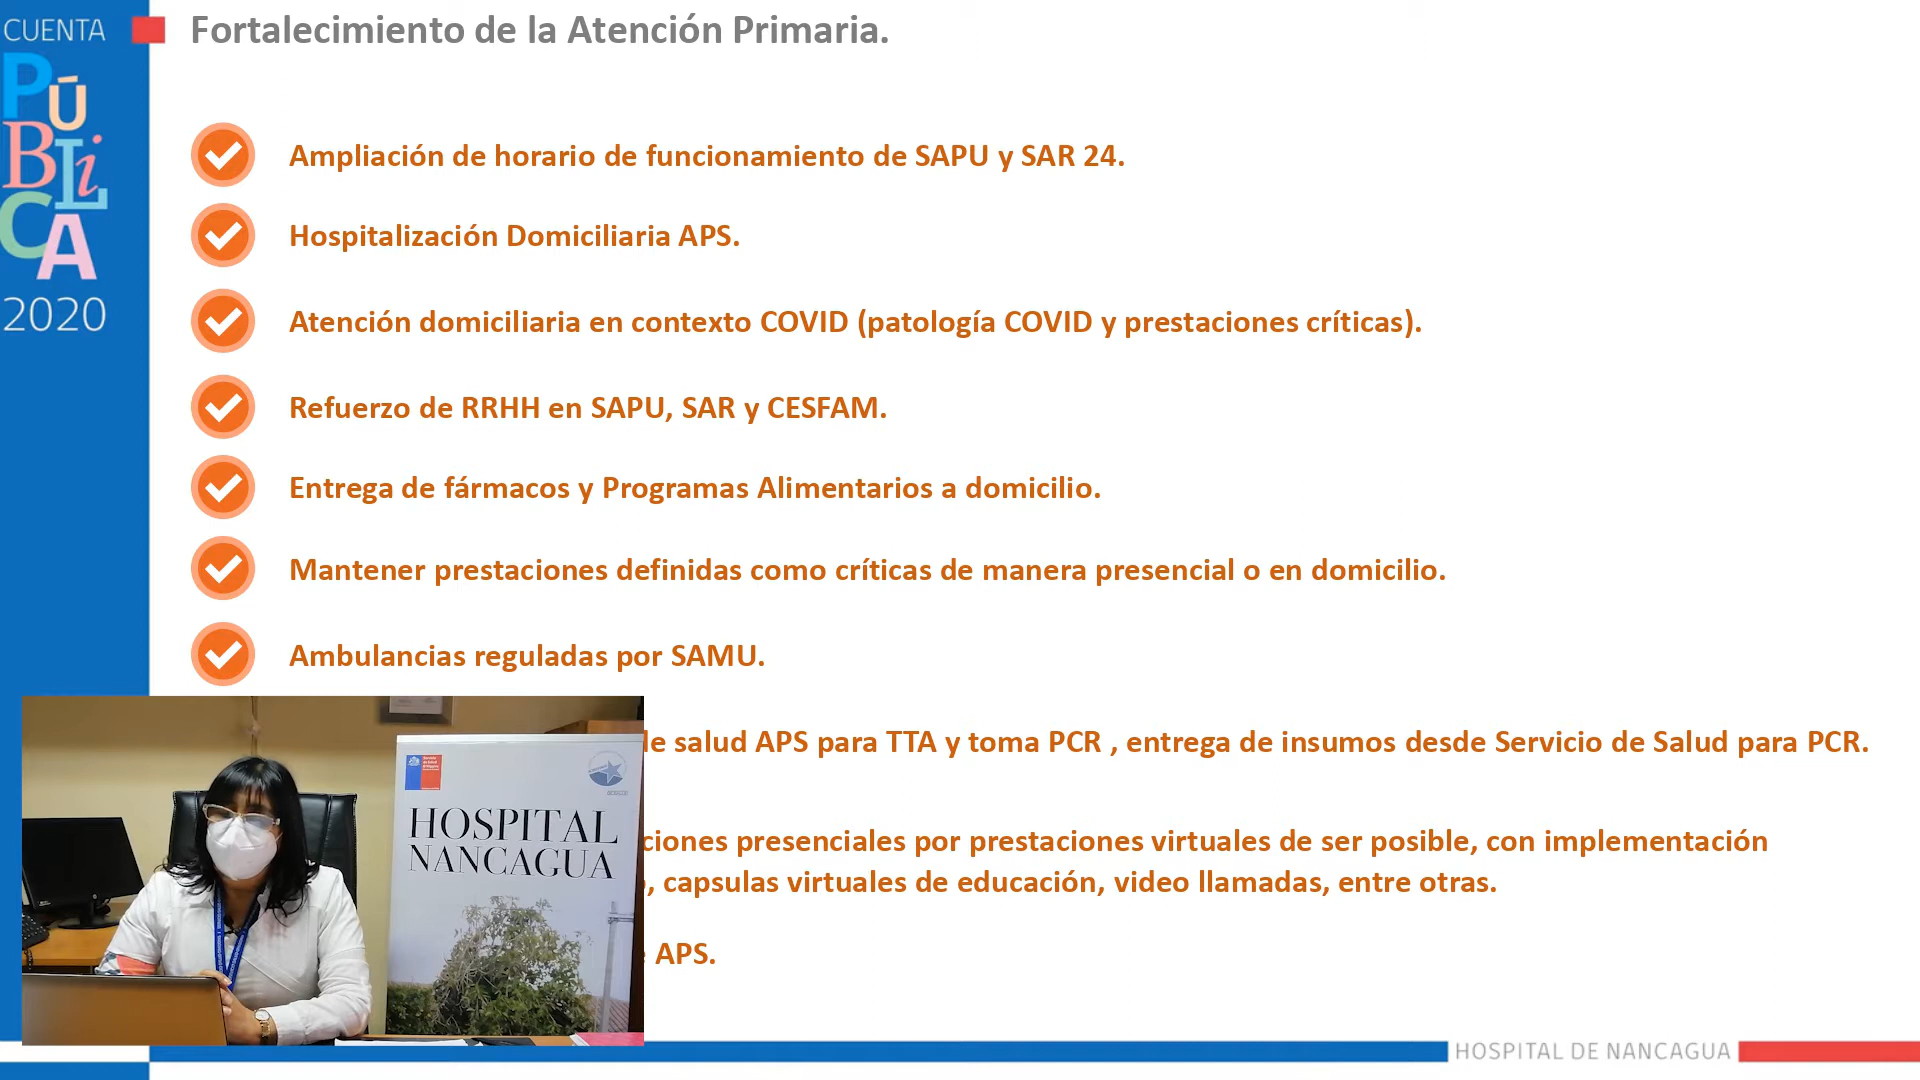 CUENTA
PÚBLiCA
2020
Fortalecimiento de la Atención Primaria.
Ampliación de horario de funcionamiento de SAPU y SAR 24.
Hospitalización Domiciliaria APS.
Atención domiciliaria en contexto COVID (patología COVID y prestaciones críticas).
Refuerzo de RRHH en SAPU, SAR y CESFAM.
Entrega de fármacos y Programas Alimentarios a domicilio.
Mantener prestaciones definidas como críticas de manera presencial o en domicilio.
Ambulancias reguladas por SAMU.
de salud APS para TTA y toma PCR , entrega de insumos desde Servicio de Salud para PCR.
ciones presenciales por prestaciones virtuales de ser posible, con implementación
, capsulas virtuales de educación, video llamadas, entre otras.
APS.
HOSPITAL
NANCAGUA
HOSPITAL DE NANCAGUA